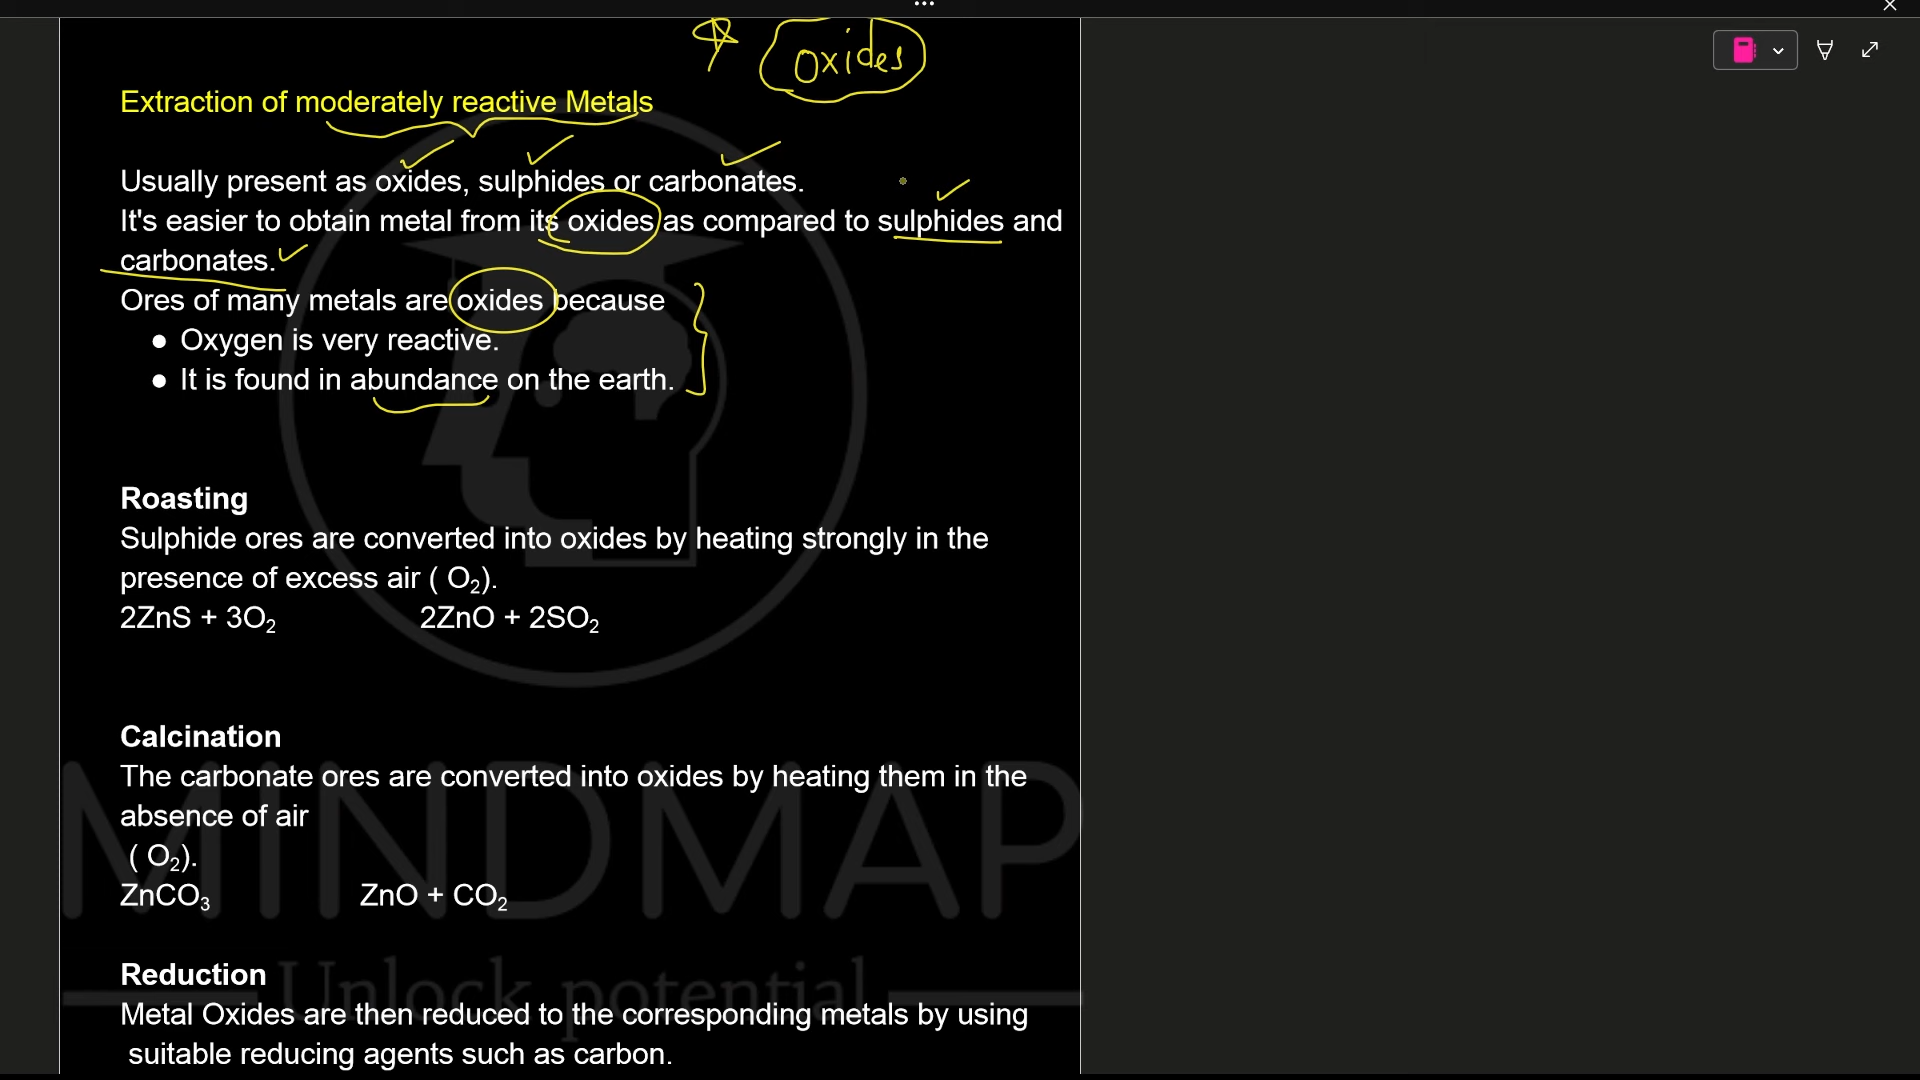 oxides
Extraction of moderately reactive Metals
Usually present as oxides, sulphides or carbonates.
It's easier to obtain metal from its oxides as compared to sulphides and
carbonates.
Ores of many metals are oxides because
● Oxygen is very reactive.
● It is found in abundance on the earth.
Roasting
Sulphide ores are converted into oxides by heating strongly in the
presence of excess air ( O₂).
2ZnS + 3O₂ 2ZnO + 2SO₂
Calcination
The carbonate ores are converted into oxides by heating them in the
absence of air
( O₂).
ZnCO₃ ZnO + CO₂
MINDMAP
Reduction
Unlock potential
Metal Oxides are then reduced to the corresponding metals by using
suitable reducing agents such as carbon.